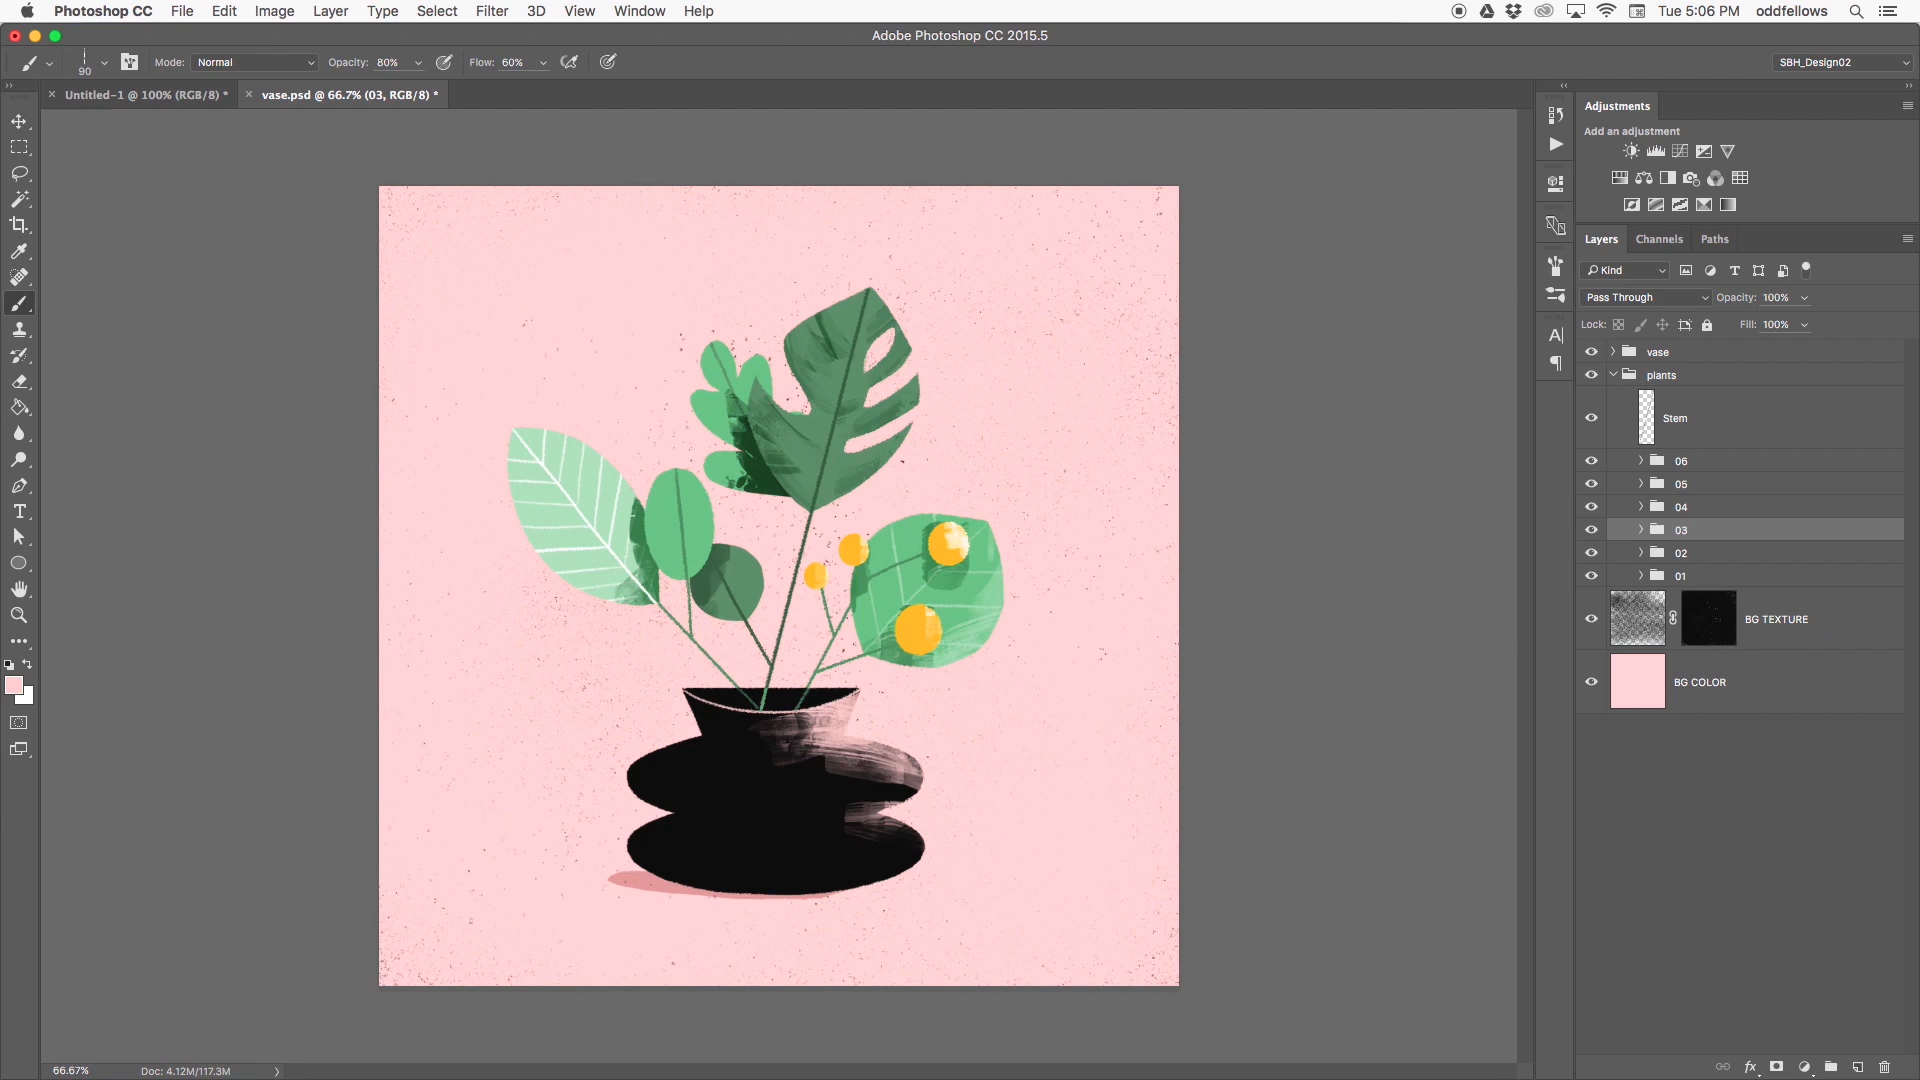 Photoshop CC File Edit Image Layer Type Select Filter 3D View Window Help Tue 5:06 PM oddfellows
Adobe Photoshop CC 2015.5
90 Mode: Normal Opacity: 80% Flow: 60% SBH_Design02
Untitled-1 @ 100% (RGB/8) * vase.psd @ 66.7% (03, RGB/8) *
Adjustments
Add an adjustment
Layers Channels Paths
Kind
Pass Through Opacity: 100%
Lock: Fill: 100%
vase
plants
Stem
06
05
04
03
02
01
BG TEXTURE
BG COLOR
66.67% Doc: 4.12M/117.3M